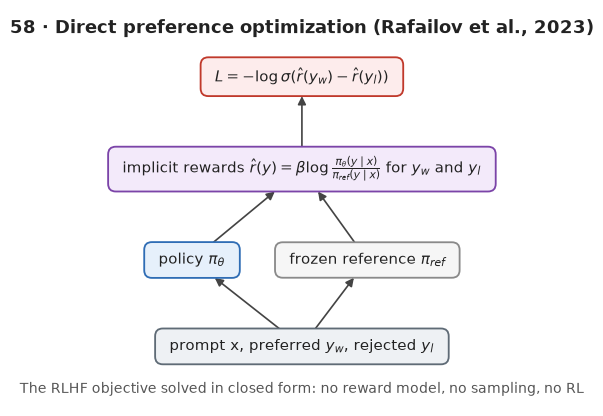 58 · Direct preference optimization (Rafailov et al., 2023)
L = −log σ(r̂(y_w) − r̂(y_l))
implicit rewards r̂(y) = β log π_θ(y | x) / π_ref(y | x) for y_w and y_l
policy π_θ
frozen reference π_ref
prompt x, preferred y_w, rejected y_l
The RLHF objective solved in closed form: no reward model, no sampling, no RL